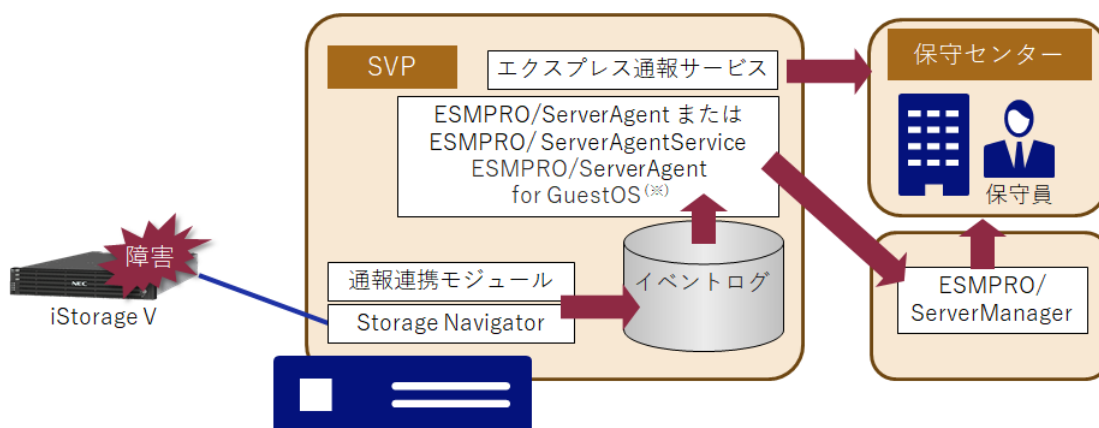 SVP
エクスプレス通報サービス
保守センター
ESMPRO/ServerAgent または
ESMPRO/ ServerAgentService
ESMPRO/ServerAgent
for GuestOS(※)
保守員
障害
NEC
iStorage V
通報連携モジュール
Storage Navigator
イベントログ
ESMPRO/
ServerManager